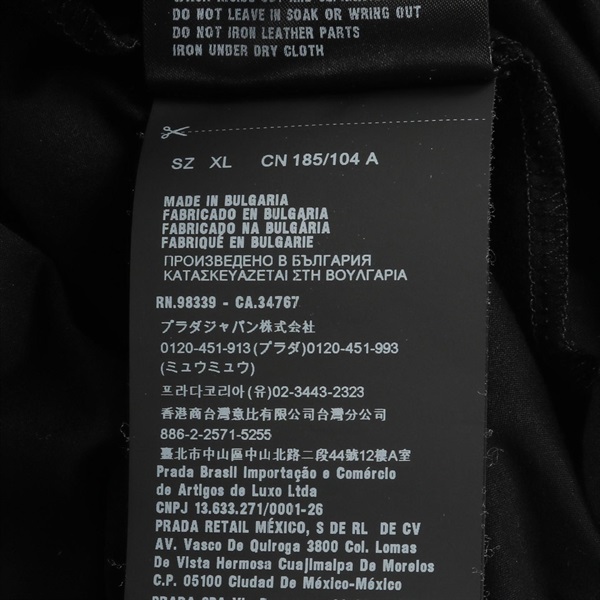 DO NOT LEAVE IN SOAK OR WRING OUT
DO NOT IRON LEATHER PARTS
IRON UNDER DRY CLOTH
SZ XL CN 185/104 A
MADE IN BULGARIA
FABRICADO EN BULGARIA
FABRICADO NA BULGÁRIA
FABRIQUÉ EN BULGARIE
ПРОИЗВЕДЕНО В БЪЛГАРИЯ
ΚΑΤΑΣΚΕΥΑΖΕΤΑΙ ΣΤΗ ΒΟΥΛΓΑΡΙΑ
RN.98339 - CA.34767
プラダジャパン株式会社
0120-451-913(プラダ)0120-451-993
(ミュウミュウ)
프라다코리아(유)02-3443-2323
香港商台灣意比有限公司台灣分公司
886-2-2571-5255
臺北市中山區中山北路二段44號12樓A室
Prada Brasil Importação e Comércio
de Artigos de Luxo Ltda
CNPJ 13.633.271/0001-26
PRADA RETAIL MÉXICO, S DE RL DE CV
AV. Vasco De Quiroga 3800 Col. Lomas
De Vista Hermosa Cuajimalpa De Morelos
C.P. 05100 Ciudad De México-México